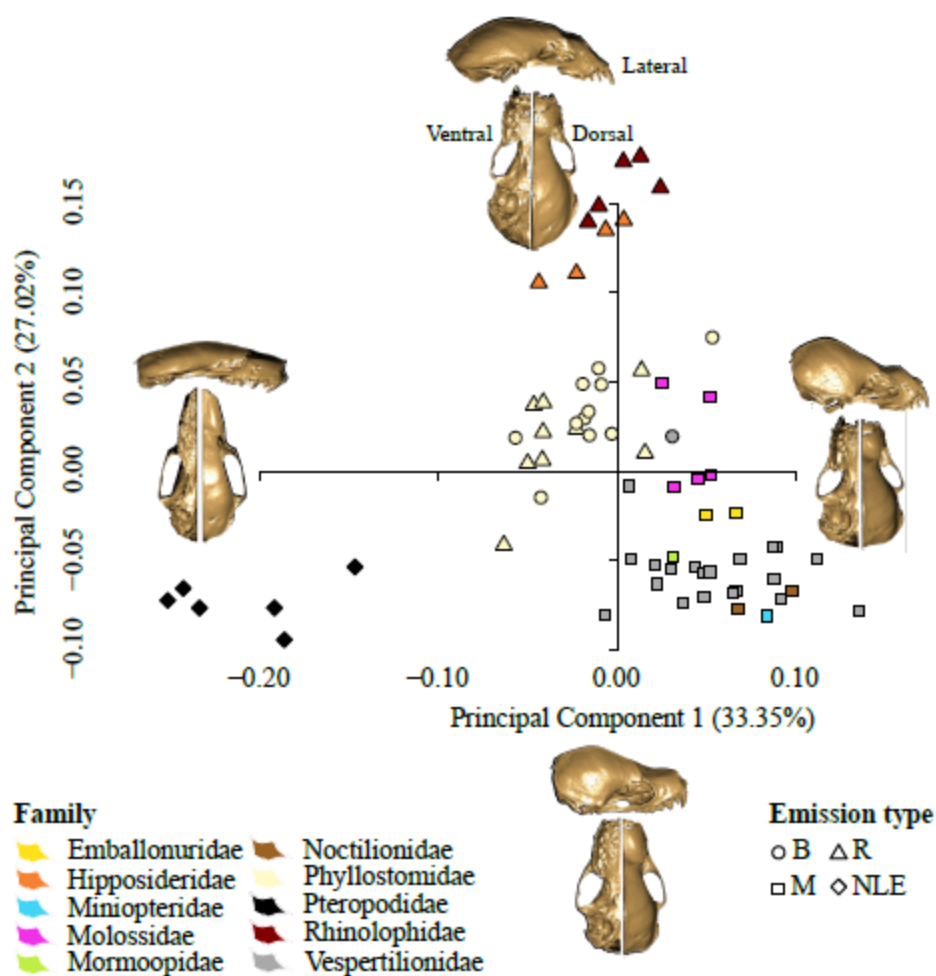 Lateral
Ventral Dorsal
Principal Component 2 (27.02%)
0.15
0.10
0.05
0.00
−0.05
−0.10
−0.20 −0.10 0.00 0.10
Principal Component 1 (33.35%)
Family
Emballonuridae
Hipposideridae
Miniopteridae
Molossidae
Mormoopidae
Noctilionidae
Phyllostomidae
Pteropodidae
Rhinolophidae
Vespertilionidae
Emission type
B R
M NLE